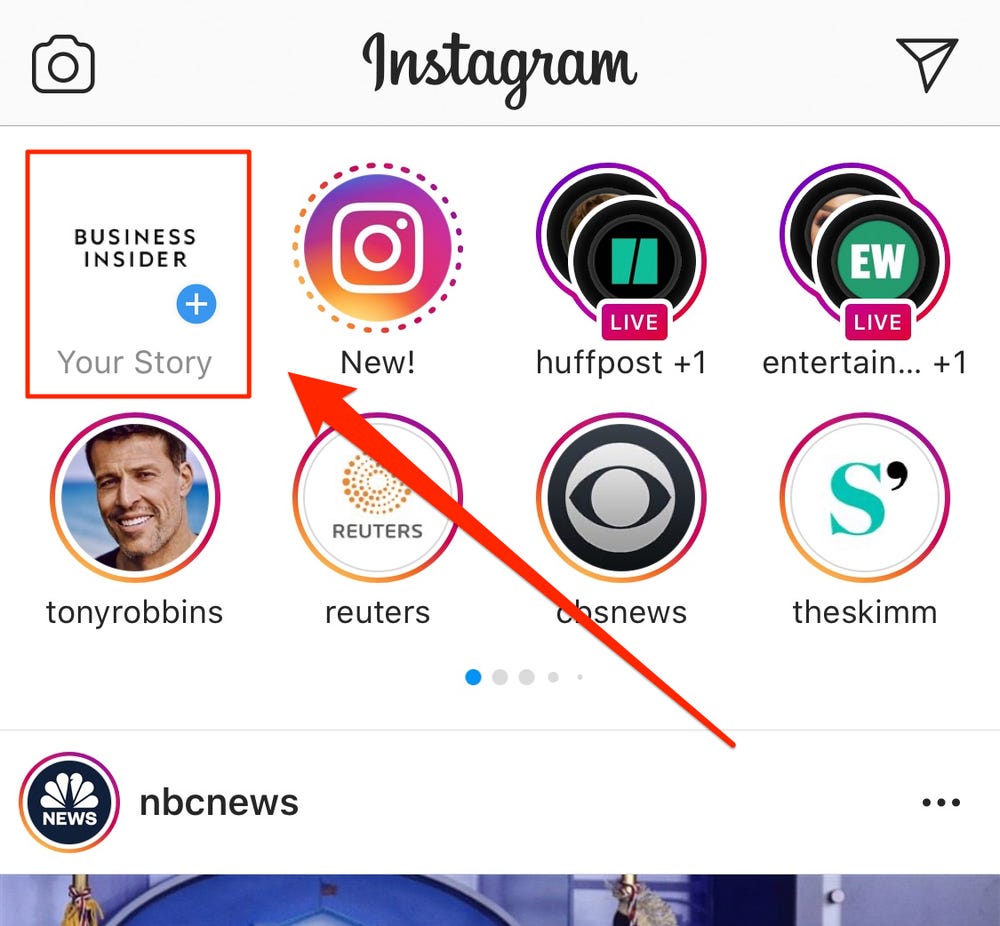 Instagram
BUSINESS
INSIDER
Your Story
New!
LIVE
huffpost +1
EW
LIVE
entertain... +1
tonyrobbins
REUTERS
reuters
cbsnews
S'
theskimm
NEWS
nbcnews